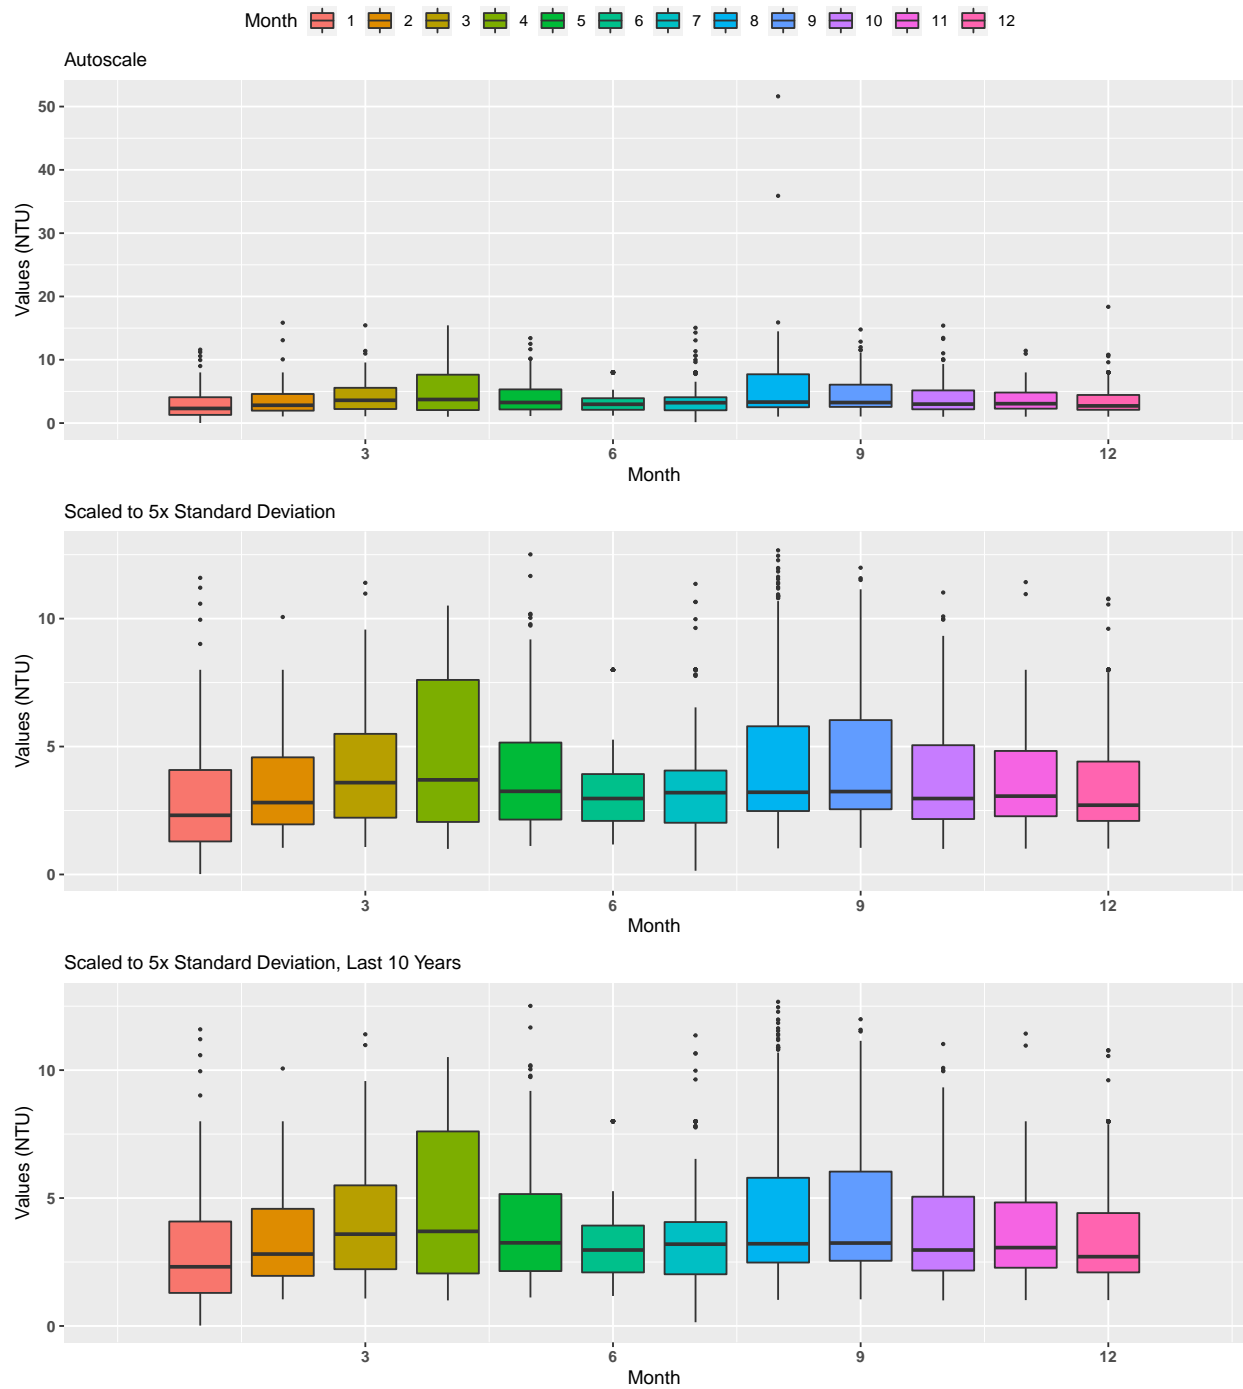 Month 1 2 3 4 5 6 7 8 9 10 11 12
Autoscale
50
40
30
20
10
0
Values (NTU)
3 6 9 12
Month
Scaled to 5x Standard Deviation
10
5
0
Values (NTU)
3 6 9 12
Month
Scaled to 5x Standard Deviation, Last 10 Years
10
5
0
Values (NTU)
3 6 9 12
Month